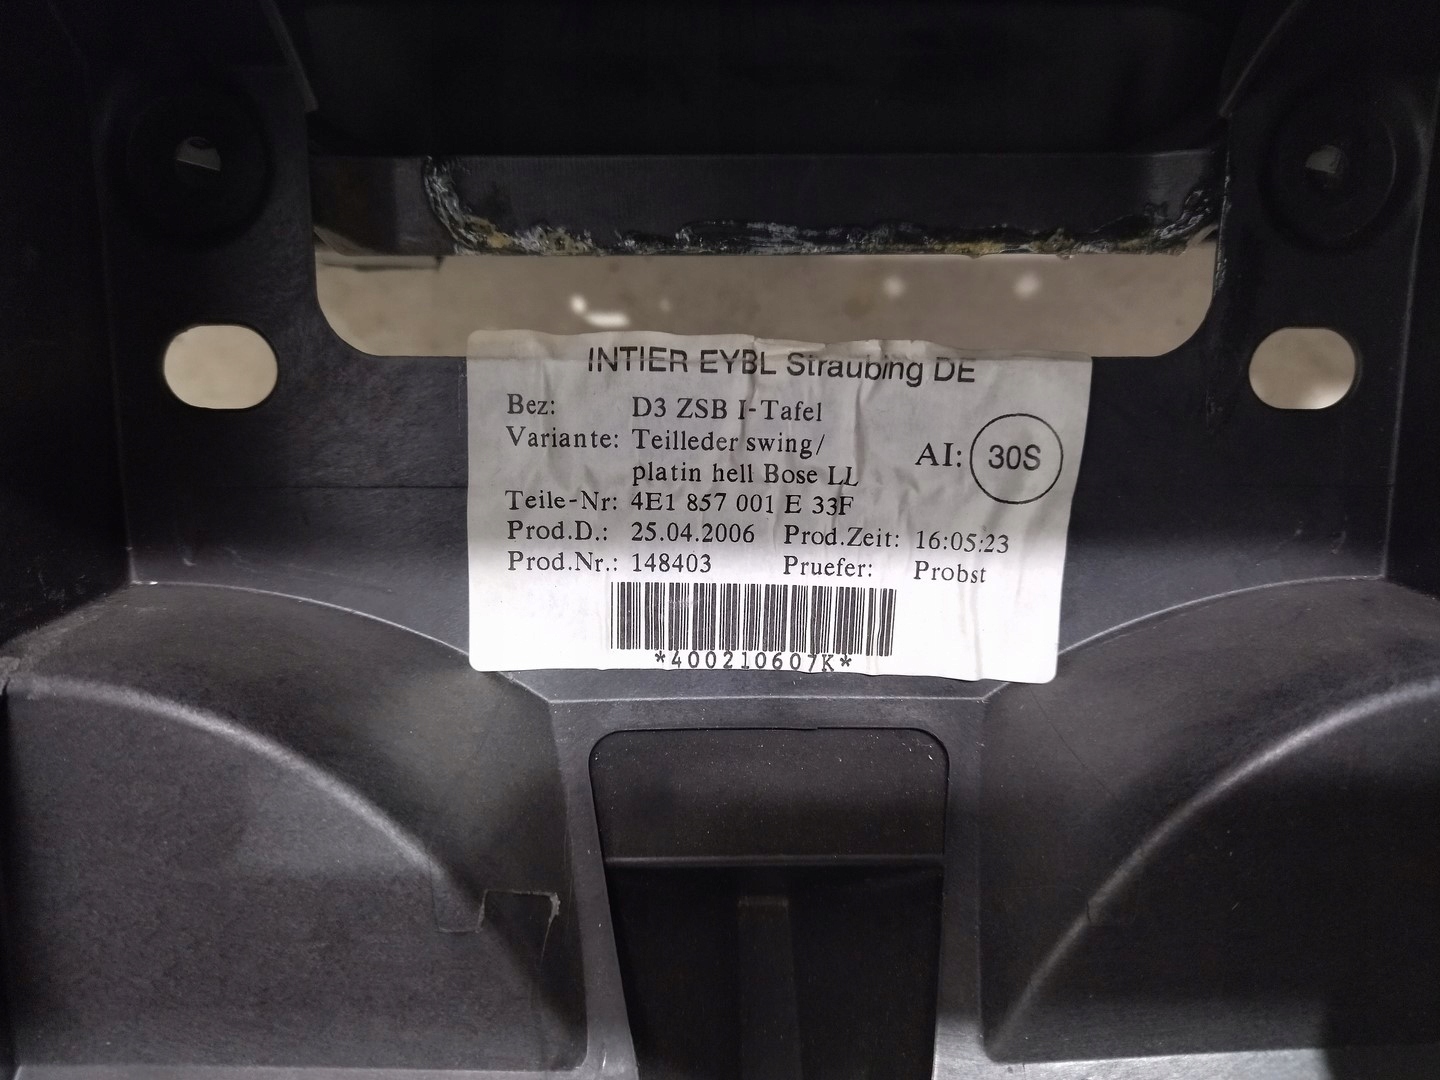 INTIER EYBL Straubing DE
Bez: D3 ZSB I-Tafel
Variante: Teilleder swing/
platin hell Bose LL
AI: 30S
Teile-Nr: 4E1 857 001 E 33F
Prod.D.: 25.04.2006 Prod.Zeit: 16:05:23
Prod.Nr.: 148403 Pruefer: Probst
*400210607K*